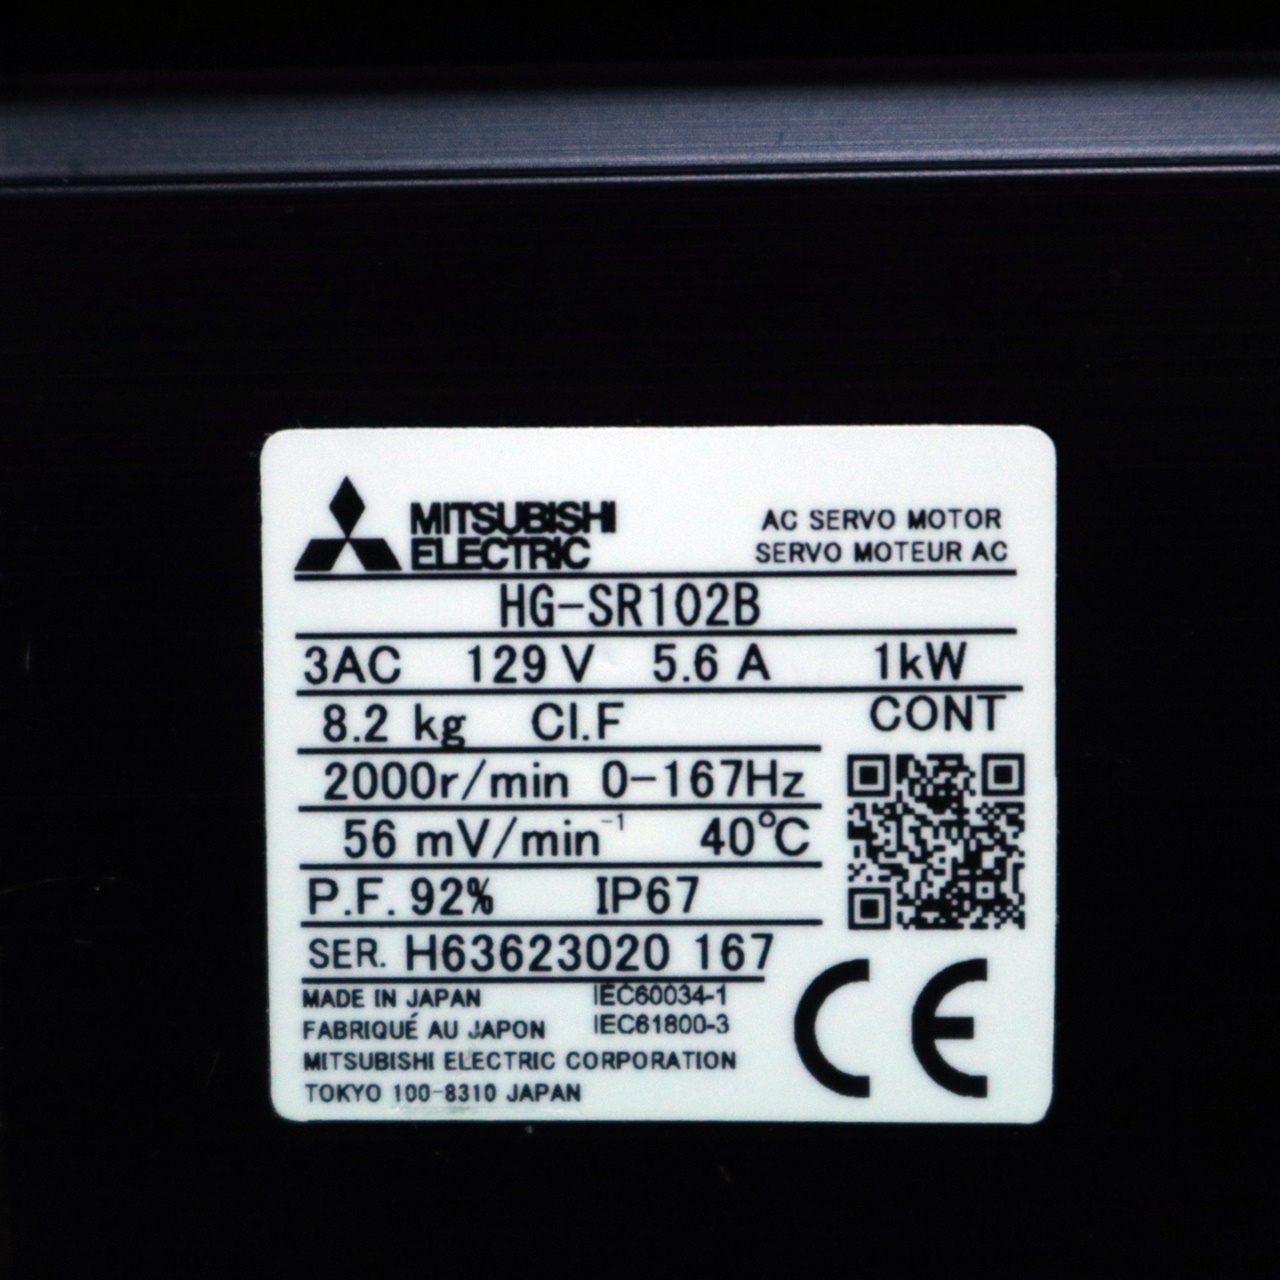 MITSUBISHI
ELECTRIC
AC SERVO MOTOR
SERVO MOTEUR AC
HG-SR102B
3AC 129 V 5.6 A 1kW
8.2 kg Cl.F CONT
2000r/min 0-167Hz
56 mV/min⁻¹ 40°C
P.F. 92% IP67
SER. H63623020 167
MADE IN JAPAN IEC60034-1
FABRIQUÉ AU JAPON IEC61800-3
MITSUBISHI ELECTRIC CORPORATION
TOKYO 100-8310 JAPAN
CE